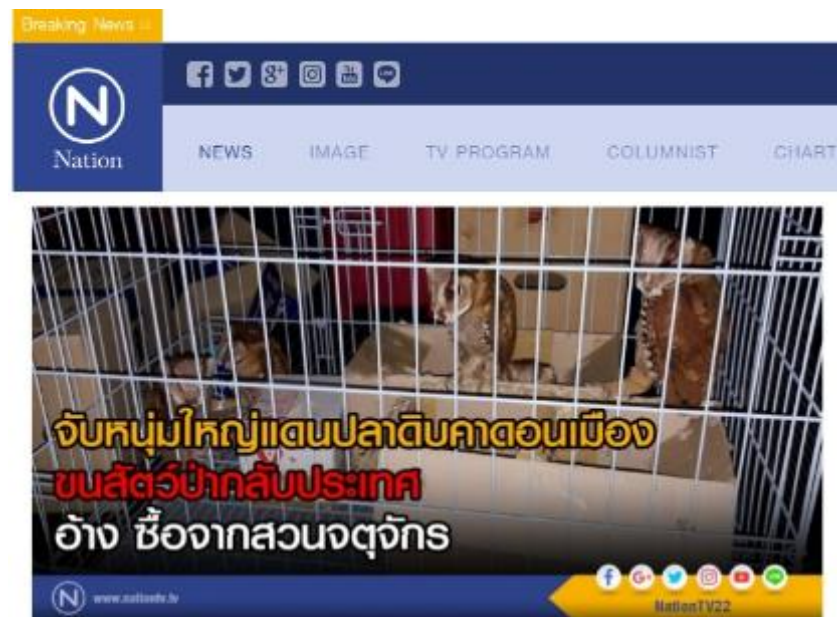 Breaking News
N
Nation
NEWS IMAGE TV PROGRAM COLUMNIST CHART
จับหนุ่มใหญ่แดนปลาดิบคาดอนเมือง
ขนสัตว์ป่ากลับประเทศ
อ้าง ซื้อจากสวนจตุจักร
N www.nationtv.tv
NationTV22